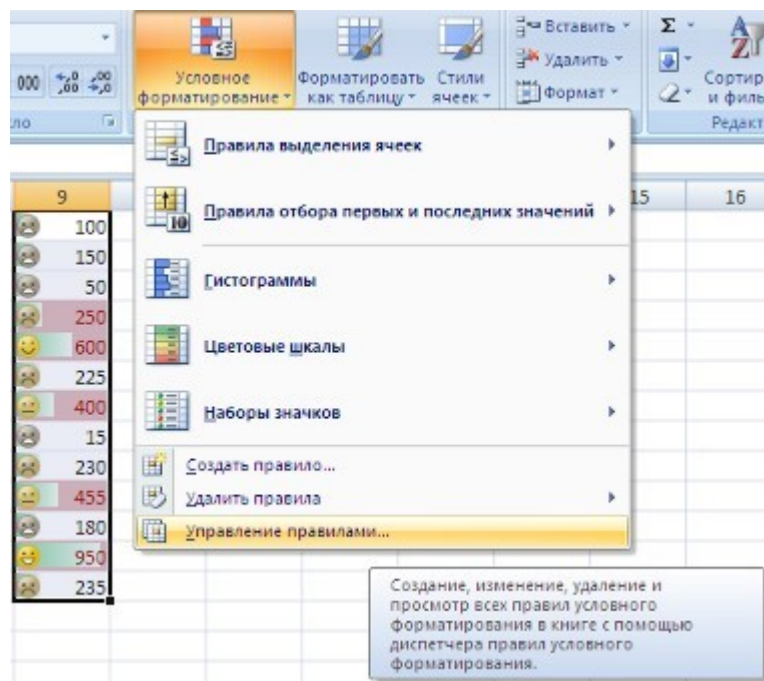 Вставить
Σ
Удалить
Условное форматирование
Форматировать как таблицу
Стили ячеек
Формат
000 ,00
ло
Правила выделения ячеек
9 15 16
Правила отбора первых и последних значений
100
150
Гистограммы
50
250
Цветовые шкалы
600
225
Наборы значков
400
15
Создать правило...
230
Удалить правила
455
Управление правилами...
180
950
235
Создание, изменение, удаление и
просмотр всех правил условного
форматирования в книге с помощью
диспетчера правил условного
форматирования.